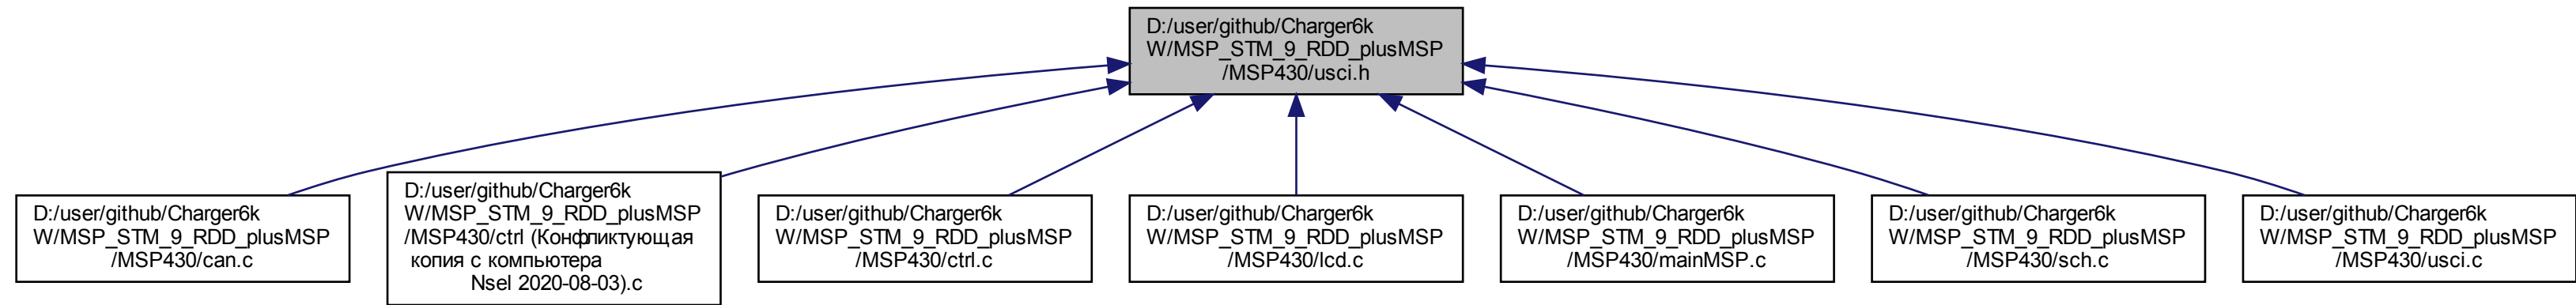 D:/user/github/Charger6k
W/MSP_STM_9_RDD_plusMSP
/MSP430/usci.h
D:/user/github/Charger6k
W/MSP_STM_9_RDD_plusMSP
/MSP430/can.c
D:/user/github/Charger6k
W/MSP_STM_9_RDD_plusMSP
/MSP430/ctrl (Конфликтующая
копия с компьютера
Nsel 2020-08-03).c
D:/user/github/Charger6k
W/MSP_STM_9_RDD_plusMSP
/MSP430/ctrl.c
D:/user/github/Charger6k
W/MSP_STM_9_RDD_plusMSP
/MSP430/lcd.c
D:/user/github/Charger6k
W/MSP_STM_9_RDD_plusMSP
/MSP430/mainMSP.c
D:/user/github/Charger6k
W/MSP_STM_9_RDD_plusMSP
/MSP430/sch.c
D:/user/github/Charger6k
W/MSP_STM_9_RDD_plusMSP
/MSP430/usci.c